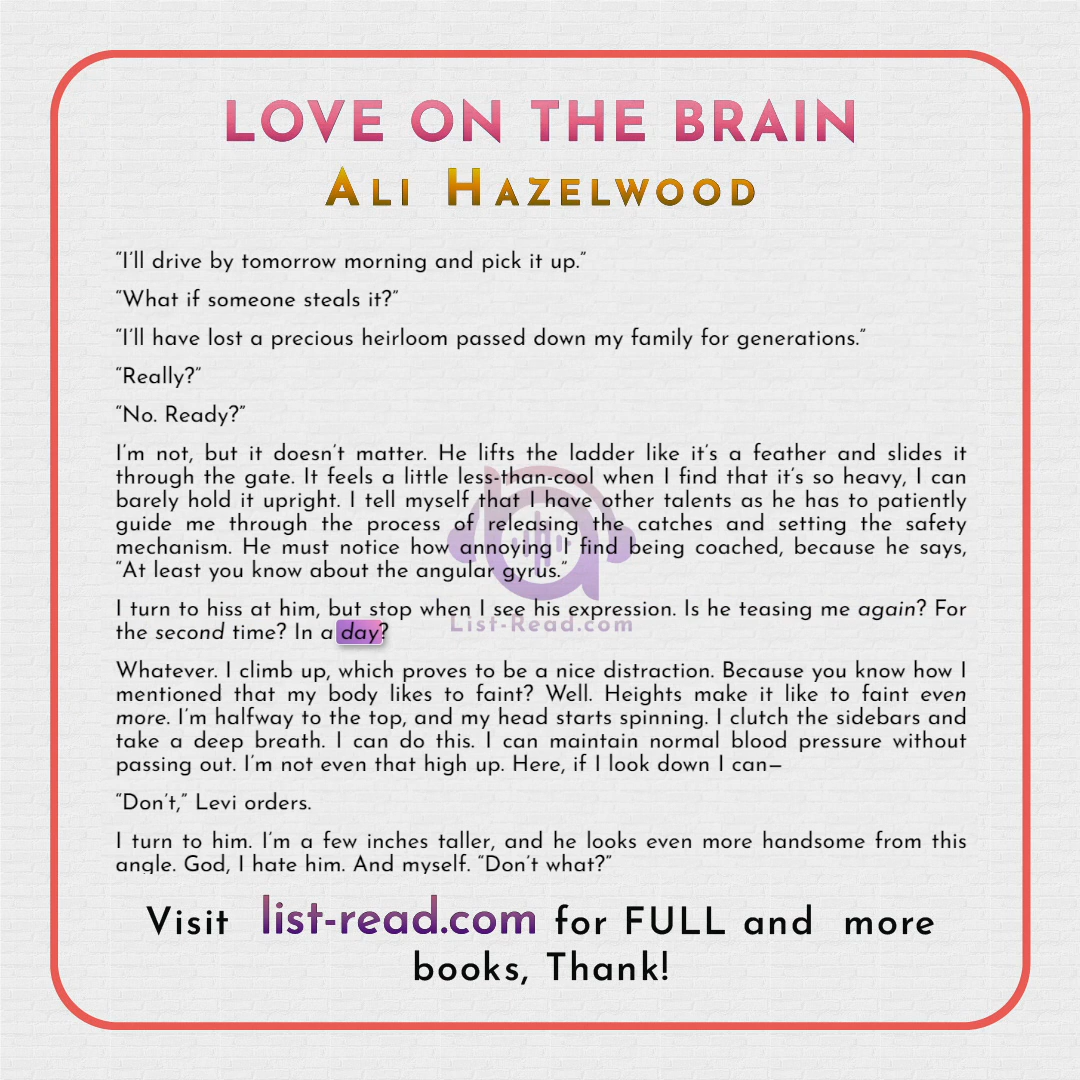 LOVE ON THE BRAIN
ALI HAZELWOOD
“I’ll drive by tomorrow morning and pick it up.”
“What if someone steals it?”
“I’ll have lost a precious heirloom passed down my family for generations.”
“Really?”
“No. Ready?”
I’m not, but it doesn’t matter. He lifts the ladder like it’s a feather and slides it
through the gate. It feels a little less-than-cool when I find that it’s so heavy, I can
barely hold it upright. I tell myself that I have other talents as he has to patiently
guide me through the process of releasing the catches and setting the safety
mechanism. He must notice how annoying I find being coached, because he says,
“At least you know about the angular gyrus.”
I turn to hiss at him, but stop when I see his expression. Is he teasing me again? For
the second time? In a day?
List-Read.com
Whatever. I climb up, which proves to be a nice distraction. Because you know how I
mentioned that my body likes to faint? Well. Heights make it like to faint even
more. I’m halfway to the top, and my head starts spinning. I clutch the sidebars and
take a deep breath. I can do this. I can maintain normal blood pressure without
passing out. I’m not even that high up. Here, if I look down I can—
“Don’t,” Levi orders.
I turn to him. I’m a few inches taller, and he looks even more handsome from this
angle. God, I hate him. And myself. “Don’t what?”
Visit list-read.com for FULL and more
books, Thank!